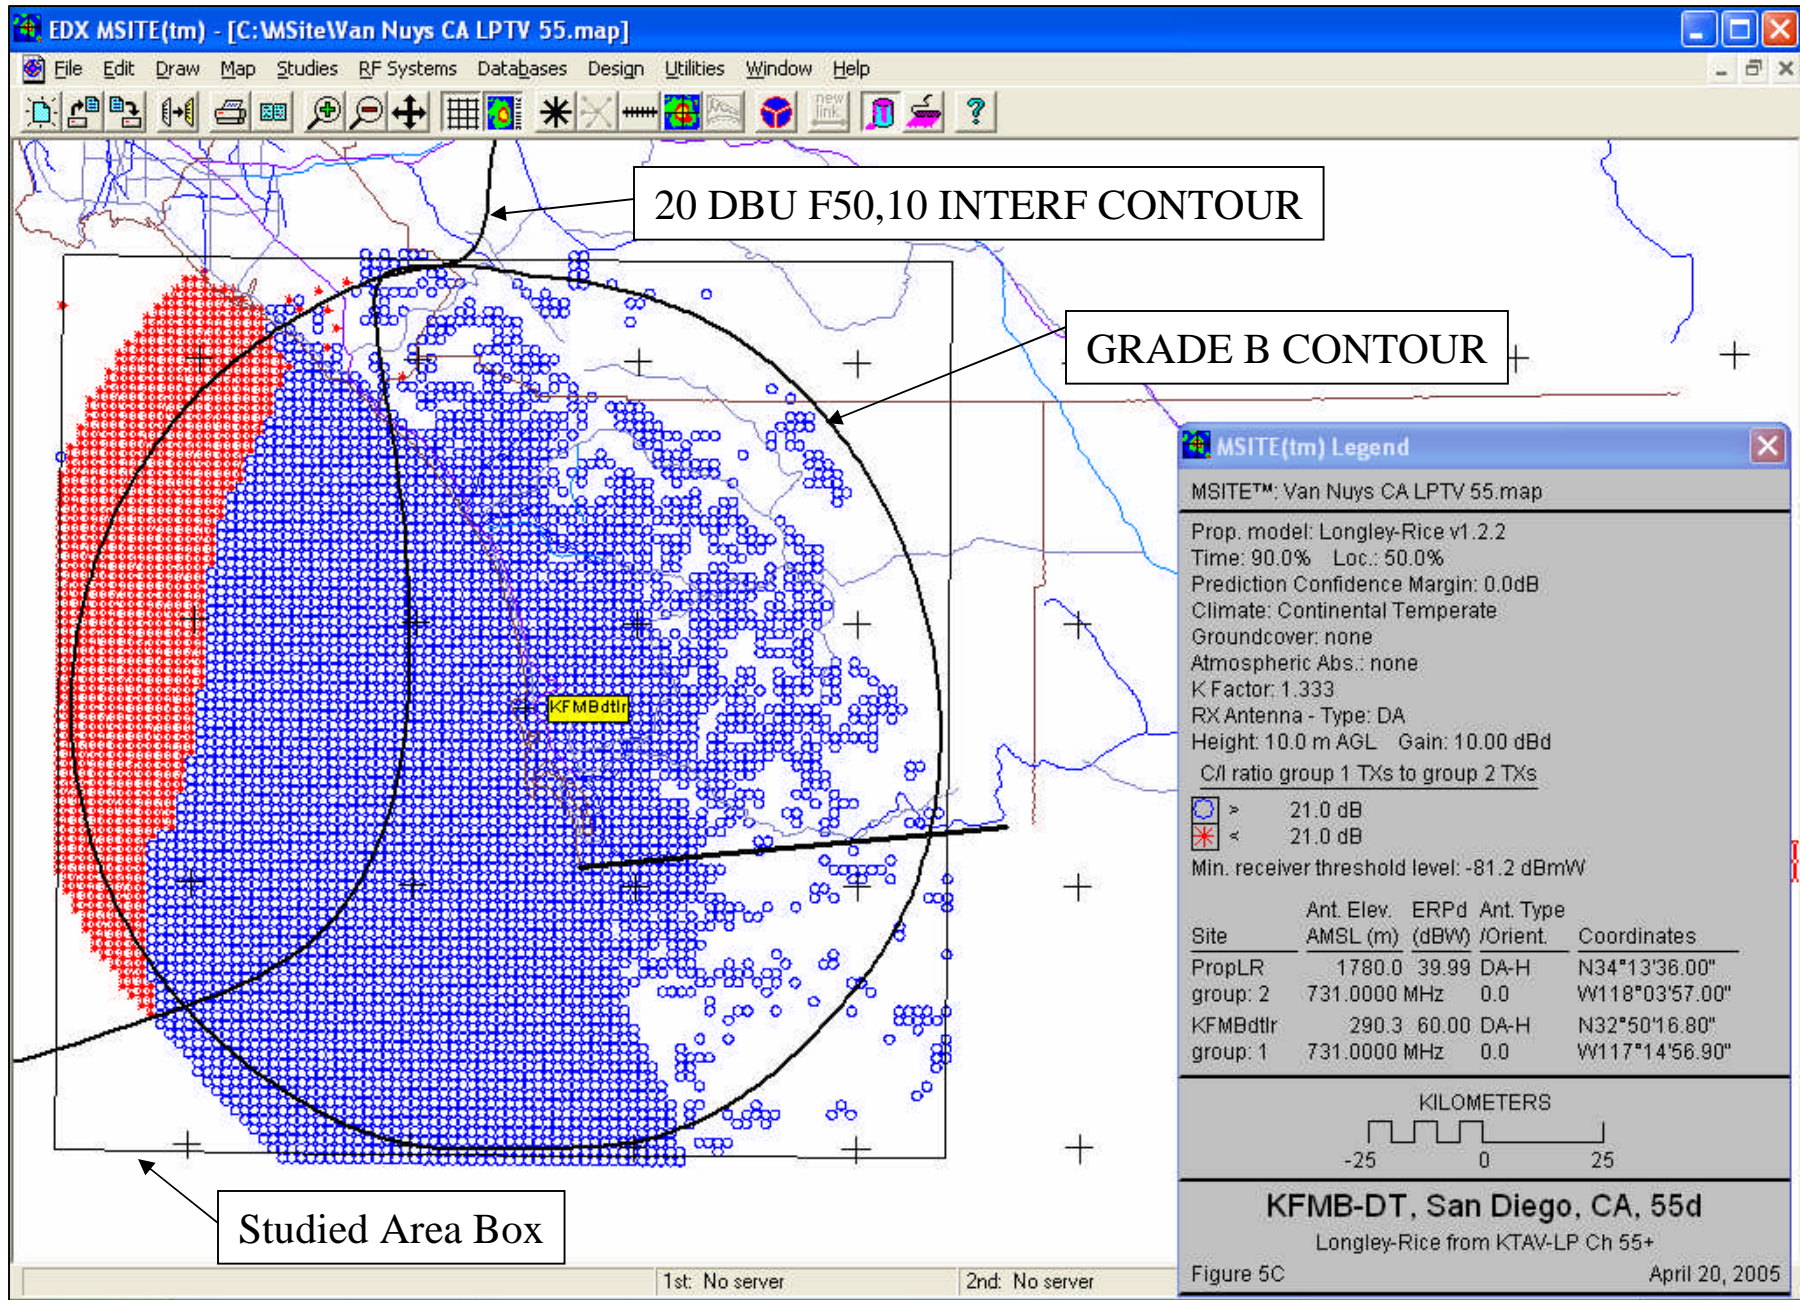 EDX MSITE(tm) - [C:\MSite\Van Nuys CA LPTV 55.map]
File Edit Draw Map Studies RF Systems Databases Design Utilities Window Help
new link
20 DBU F50,10 INTERF CONTOUR
GRADE B CONTOUR
KFMBdtlr
Studied Area Box
MSITE(tm) Legend
MSITE™: Van Nuys CA LPTV 55.map
Prop. model: Longley-Rice v1.2.2
Time: 90.0% Loc.: 50.0%
Prediction Confidence Margin: 0.0dB
Climate: Continental Temperate
Groundcover: none
Atmospheric Abs.: none
K Factor: 1.333
RX Antenna - Type: DA
Height: 10.0 m AGL Gain: 10.00 dBd
C/I ratio group 1 TXs to group 2 TXs
> 21.0 dB
< 21.0 dB
Min. receiver threshold level: -81.2 dBmW
Ant. Elev. ERPd Ant. Type
Site AMSL (m) (dBW) /Orient. Coordinates
PropLR 1780.0 39.99 DA-H N34°13'36.00"
group: 2 731.0000 MHz 0.0 W118°03'57.00"
KFMBdtlr 290.3 60.00 DA-H N32°50'16.80"
group: 1 731.0000 MHz 0.0 W117°14'56.90"
KILOMETERS
-25 0 25
KFMB-DT, San Diego, CA, 55d
Longley-Rice from KTAV-LP Ch 55+
Figure 5C April 20, 2005
1st: No server 2nd: No server